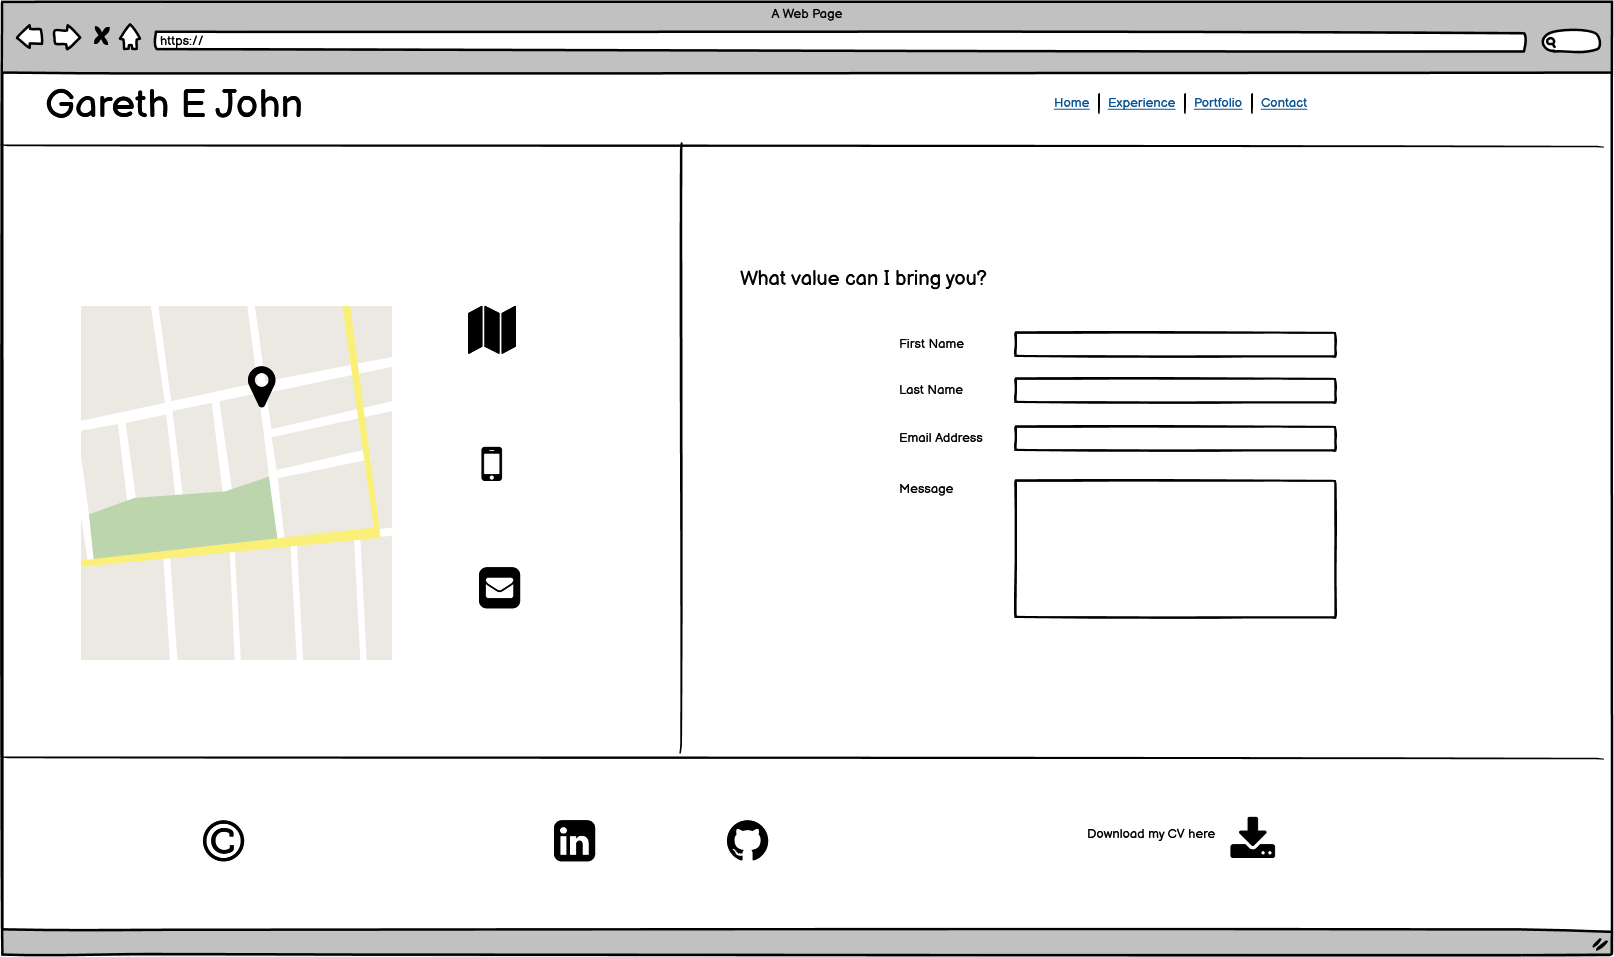 A Web Page
https://
Gareth E John
Home Experience Portfolio Contact
What value can I bring you?
First Name
Last Name
Email Address
Message
©
in
Download my CV here